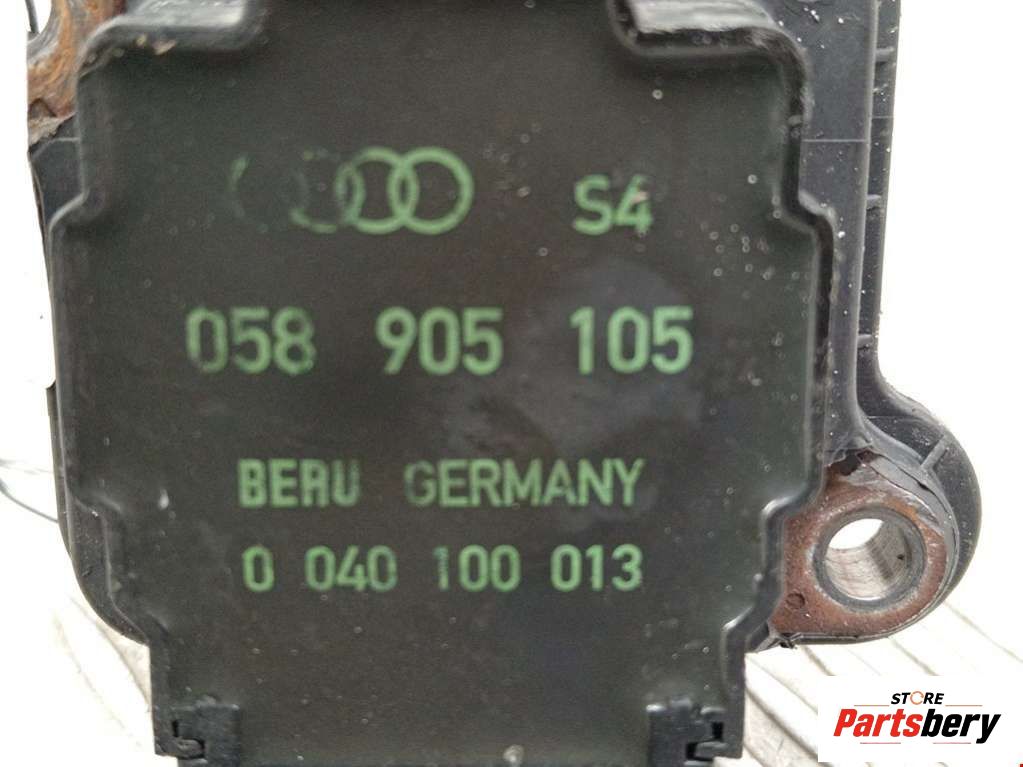 S4
058 905 105
BERU GERMANY
0 040 100 013
STORE
Partsbery